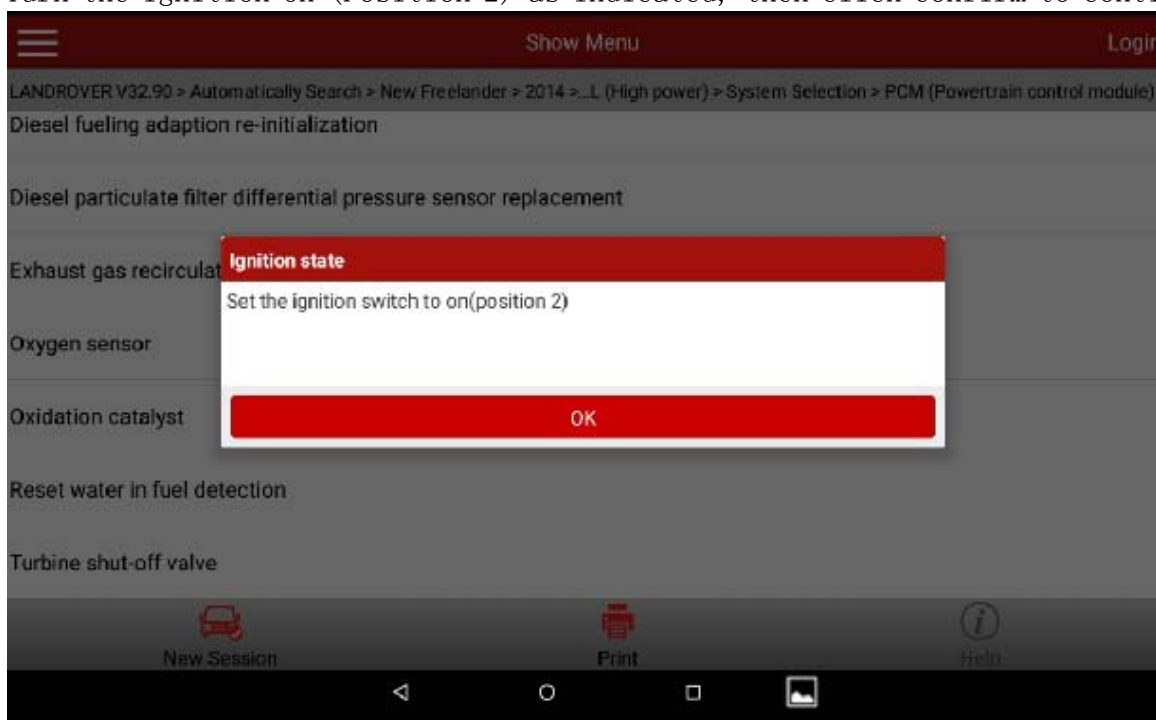 Turn the ignition on (Position 2) as indicated, then click confirm to conti
Show Menu
Login
LANDROVER V32.90 > Automatically Search > New Freelander > 2014 >...L (High power) > System Selection > PCM (Powertrain control module)
Diesel fueling adaption re-initialization
Diesel particulate filter differential pressure sensor replacement
Exhaust gas recirculat
Ignition state
Set the ignition switch to on(position 2)
Oxygen sensor
OK
Oxidation catalyst
Reset water in fuel detection
Turbine shut-off valve
New Session
Print
Help